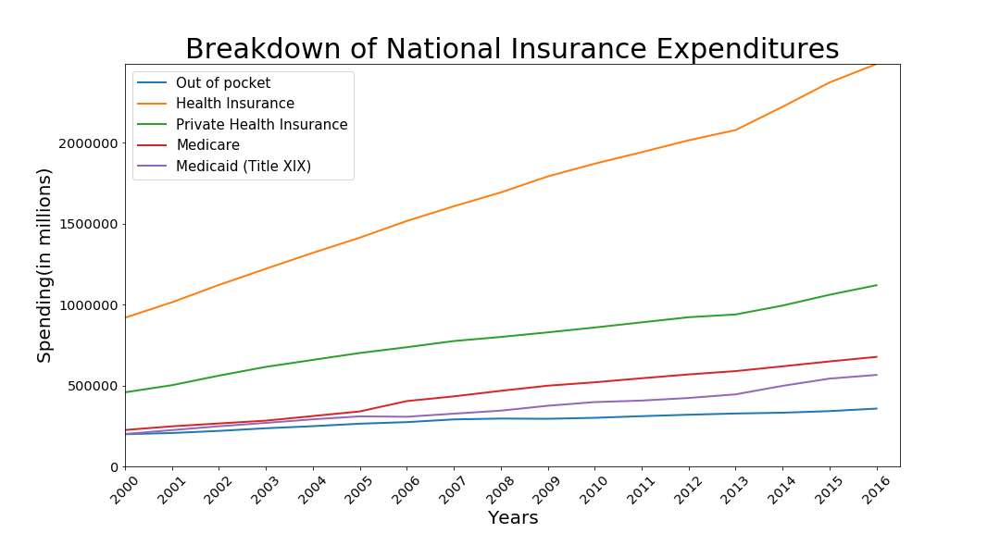 Breakdown of National Insurance Expenditures
Out of pocket
Health Insurance
Private Health Insurance
Medicare
Medicaid (Title XIX)
Spending(in millions)
2000000
1500000
1000000
500000
0
2000 2001 2002 2003 2004 2005 2006 2007 2008 2009 2010 2011 2012 2013 2014 2015 2016
Years